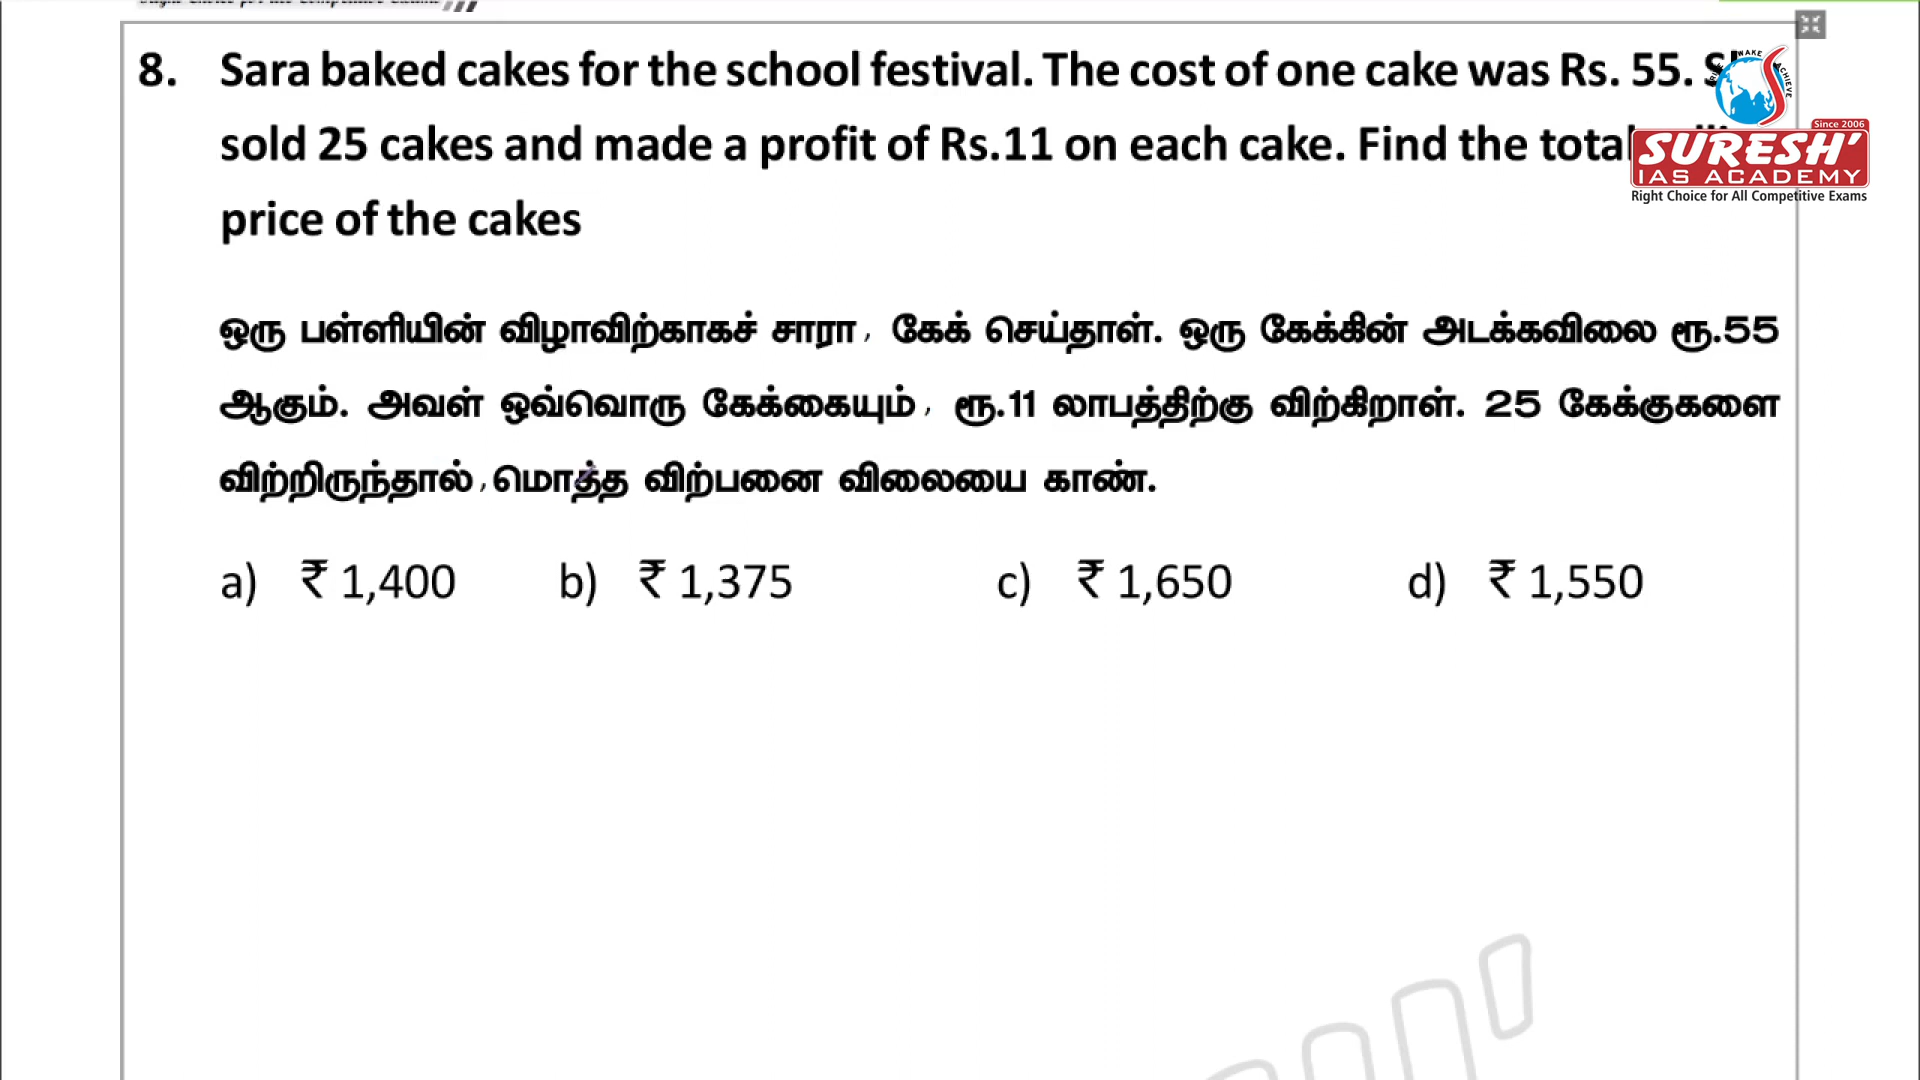 8. Sara baked cakes for the school festival. The cost of one cake was Rs. 55.
sold 25 cakes and made a profit of Rs.11 on each cake. Find the total
price of the cakes
ஒரு பள்ளியின் விழாவிற்காகச் சாரா, கேக் செய்தாள். ஒரு கேக்கின் அடக்கவிலை ரூ.55
ஆகும். அவள் ஒவ்வொரு கேக்கையும், ரூ.11 லாபத்திற்கு விற்கிறாள். 25 கேக்குகளை
விற்றிருந்தால், மொத்த விற்பனை விலையை காண்.
a) ₹ 1,400 b) ₹ 1,375 c) ₹ 1,650 d) ₹ 1,550
Since 2006
SURESH'
IAS ACADEMY
Right Choice for All Competitive Exams